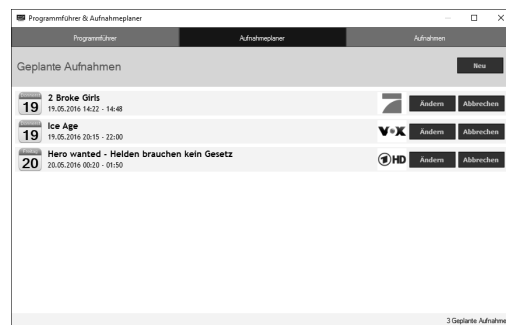 Programmführer & Aufnahmeplaner
Programmführer Aufnahmeplaner Aufnahmen
Geplante Aufnahmen Neu
19 2 Broke Girls
19.05.2016 14:22 - 14:48
Ändern Abbrechen
19 Ice Age
19.05.2016 20:15 - 22:00
VOX Ändern Abbrechen
20 Hero wanted - Helden brauchen kein Gesetz
20.05.2016 00:20 - 01:50
1 HD Ändern Abbrechen
3 Geplante Aufnahme